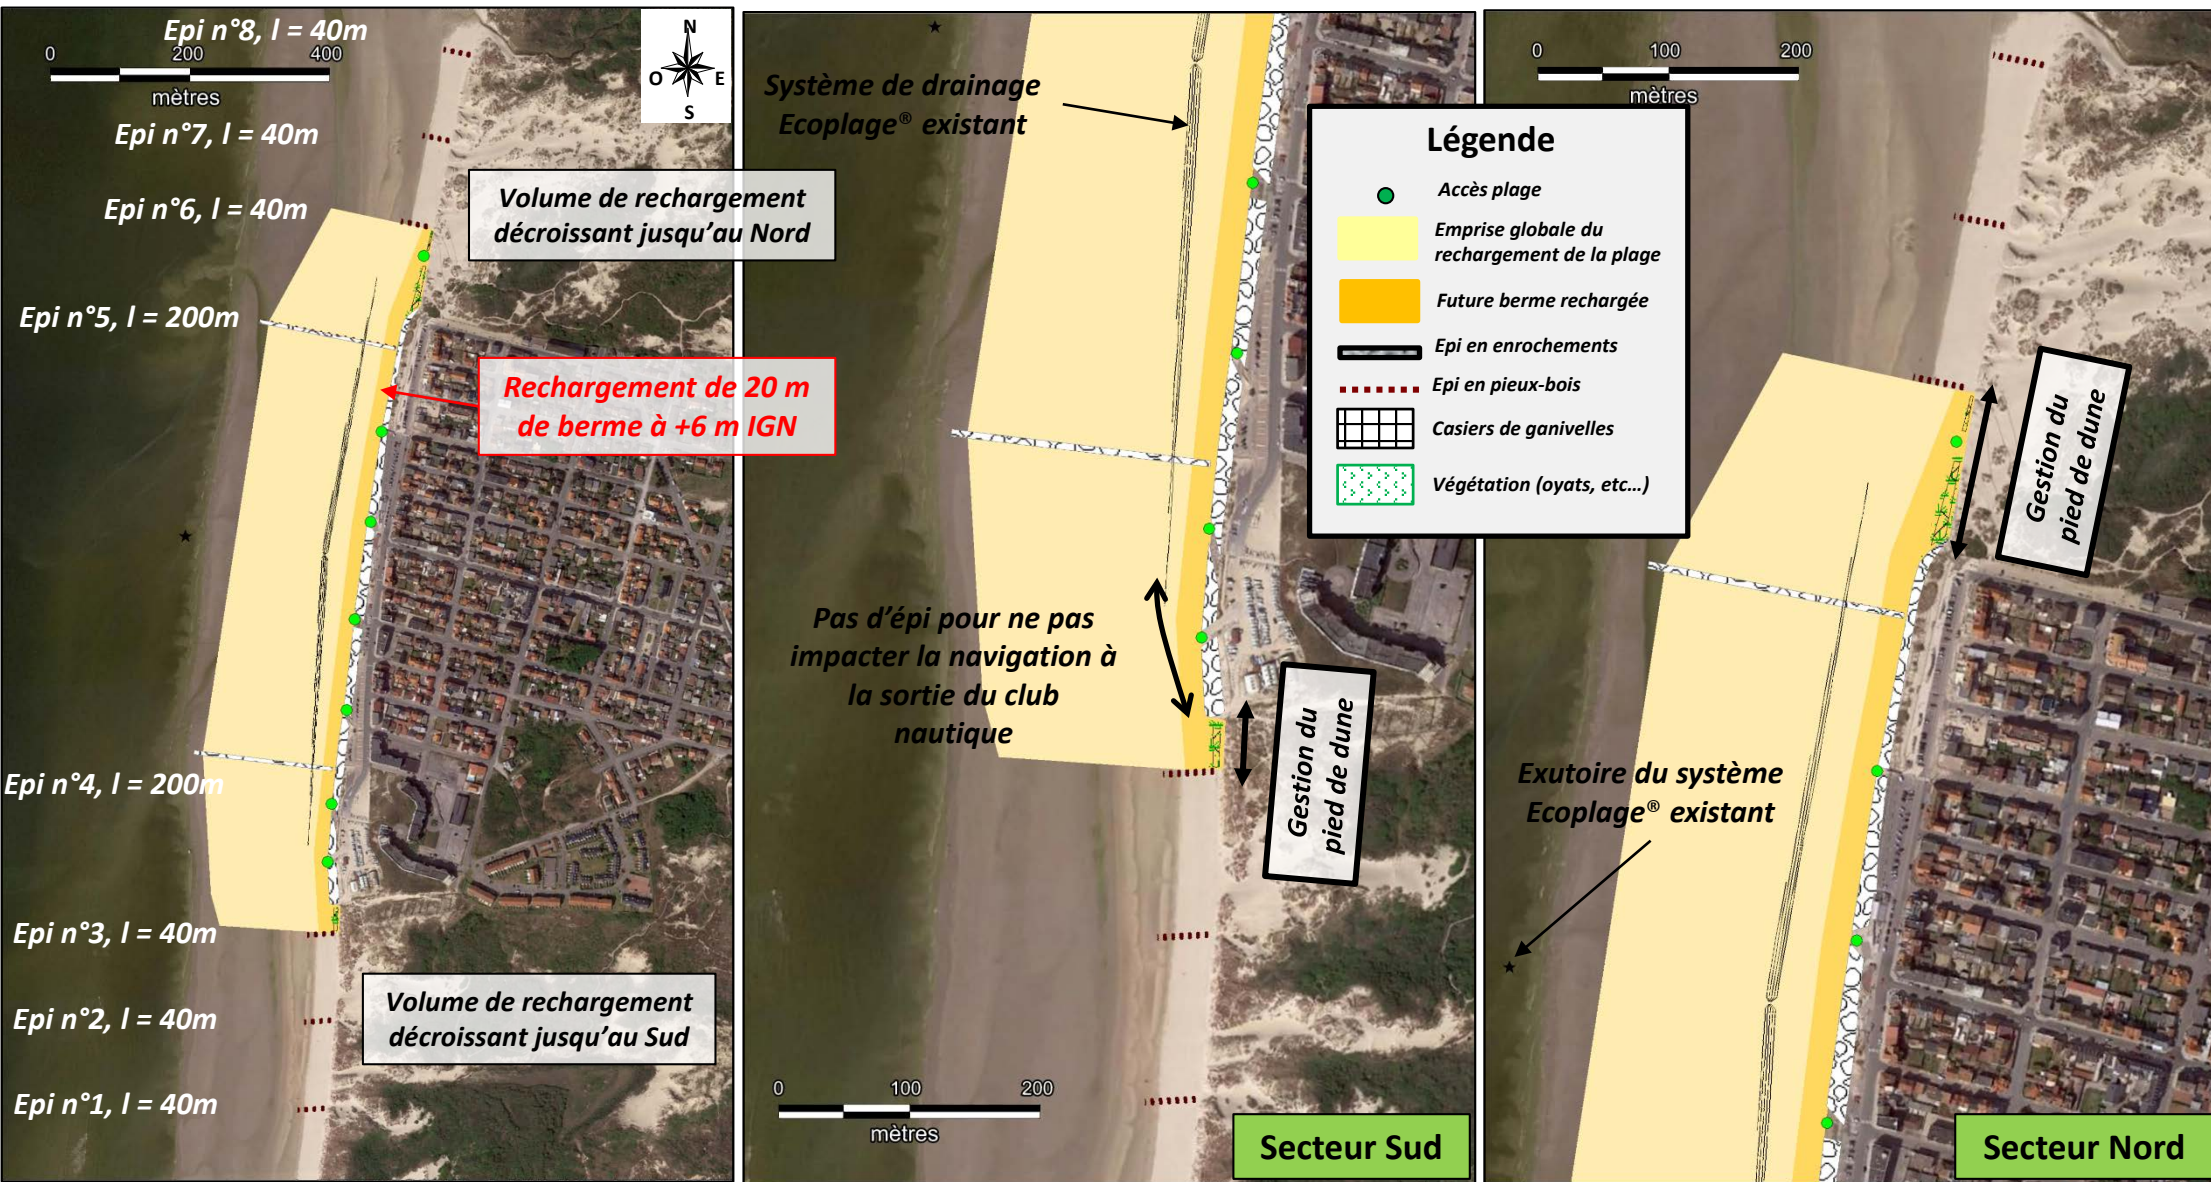 Epi n°8, l = 40m
0 200 400
mètres
N
O E
S
Epi n°7, l = 40m
Volume de rechargement
décroissant jusqu'au Nord
Epi n°6, l = 40m
Epi n°5, l = 200m
Rechargement de 20 m
de berme à +6 m IGN
Epi n°4, l = 200m
Epi n°3, l = 40m
Volume de rechargement
décroissant jusqu'au Sud
Epi n°2, l = 40m
Epi n°1, l = 40m
Système de drainage
Ecoplage® existant
Pas d'épi pour ne pas
impacter la navigation à
la sortie du club
nautique
Gestion du
pied de dune
0 100 200
mètres
Secteur Sud
Légende
Accès plage
Emprise globale du
rechargement de la plage
Future berme rechargée
Epi en enrochements
Epi en pieux-bois
Casiers de ganivelles
Végétation (oyats, etc...)
0 100 200
mètres
Gestion du
pied de dune
Exutoire du système
Ecoplage® existant
Secteur Nord